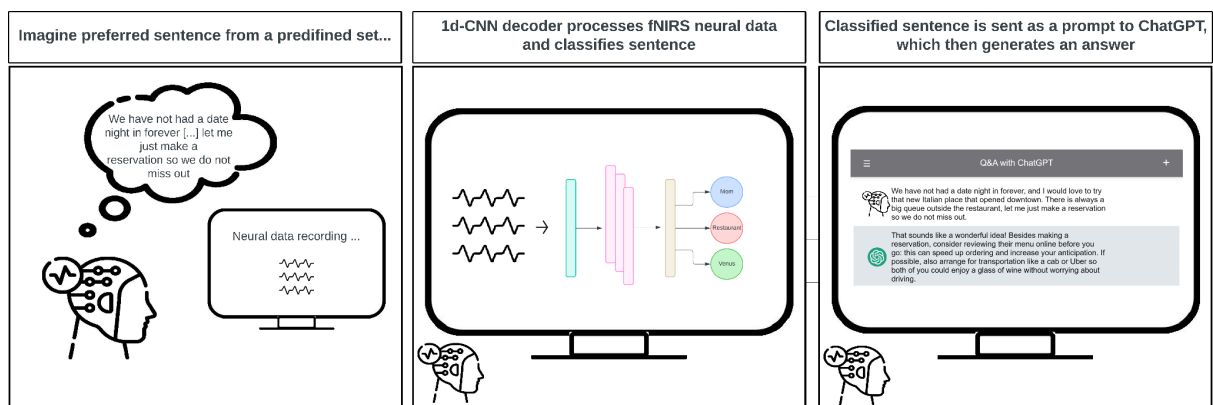 Imagine preferred sentence from a predifined set...
We have not had a date
night in forever [...] let me
just make a
reservation so we do not
miss out
Neural data recording ...
1d-CNN decoder processes fNIRS neural data
and classifies sentence
Mom
Restaurant
Venus
Classified sentence is sent as a prompt to ChatGPT,
which then generates an answer
Q&A with ChatGPT
We have not had a date night in forever, and I would love to try
that new Italian place that opened downtown. There is always a
big queue outside the restaurant, let me just make a reservation
so we do not miss out.
That sounds like a wonderful idea! Besides making a
reservation, consider reviewing their menu online before you
go: this can speed up ordering and increase your anticipation. If
possible, also arrange for transportation like a cab or Uber so
both of you could enjoy a glass of wine without worrying about
driving.